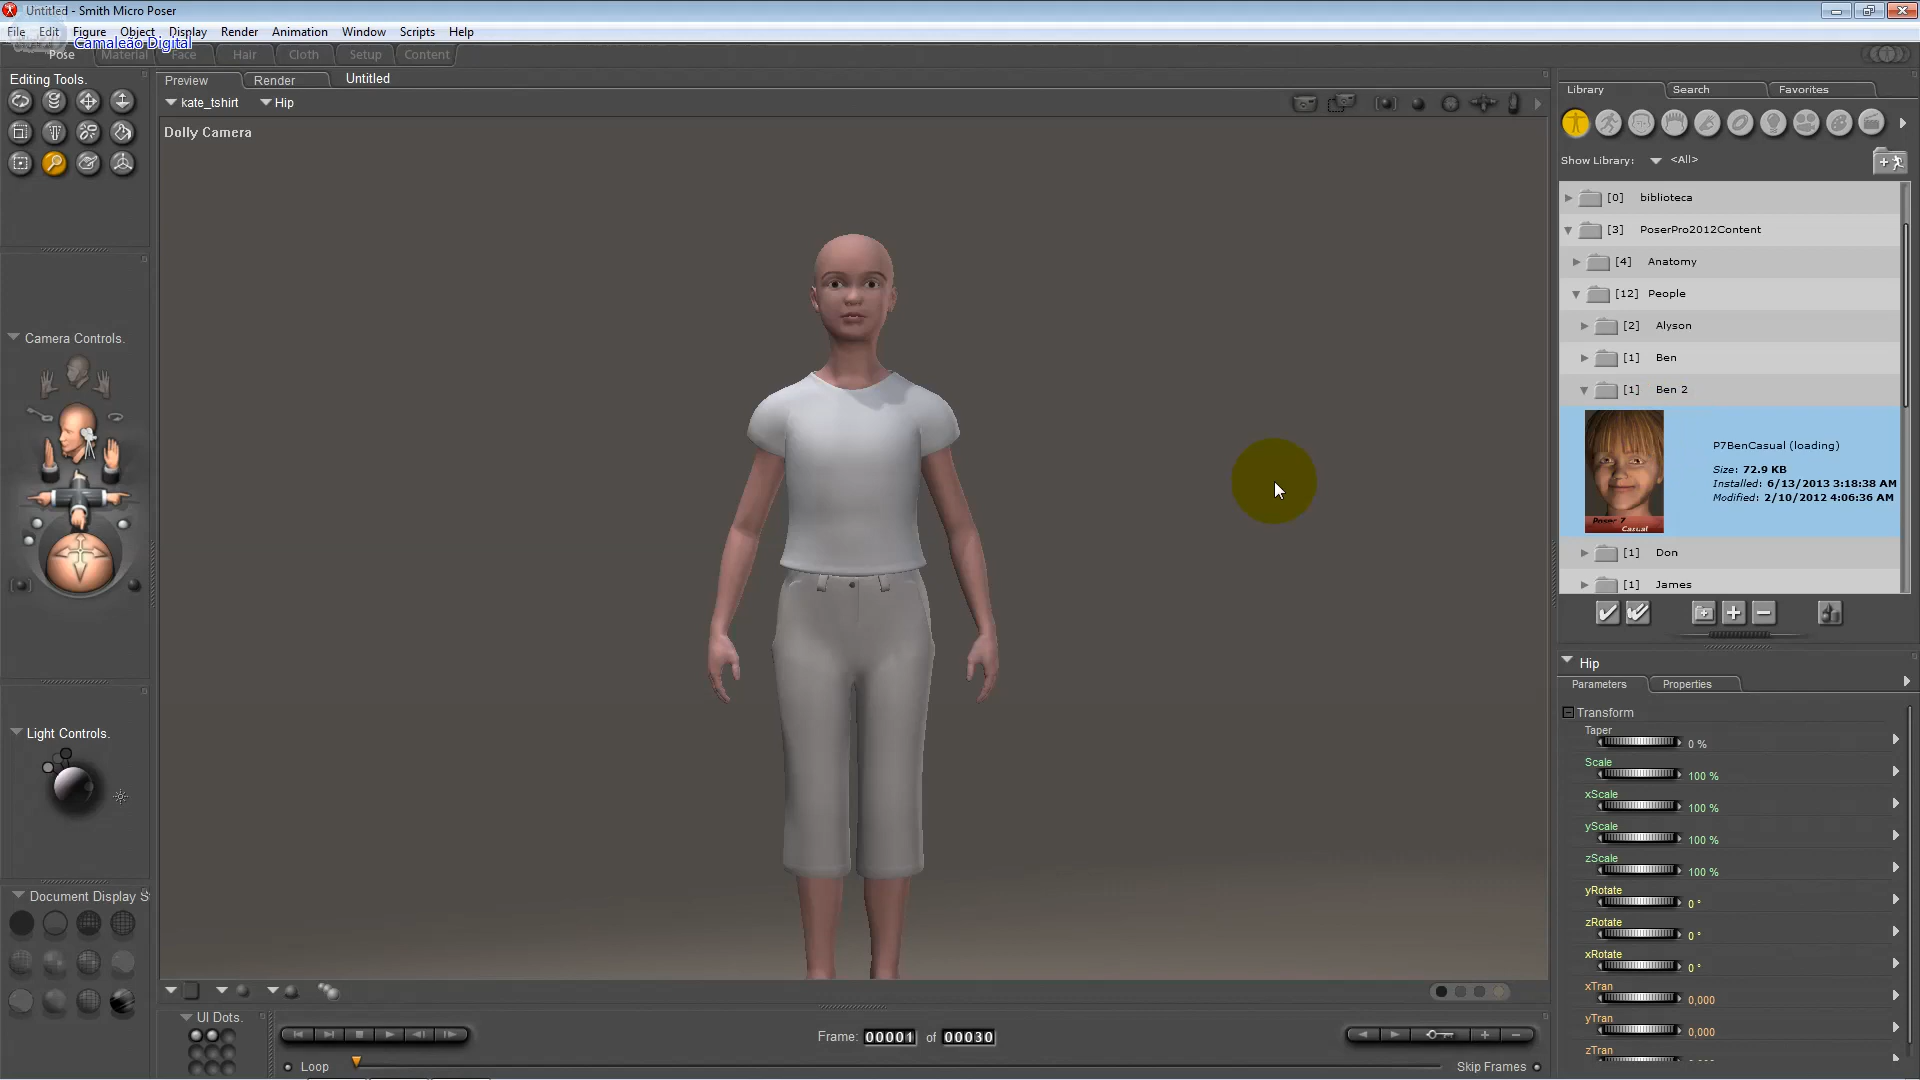 Untitled - Smith Micro Poser
File Edit Figure Object Display Render Animation Window Scripts Help
Camaleão Digital
Pose Material Face Hair Cloth Setup Content
Editing Tools.
Preview Render Untitled
kate_tshirt Hip
Dolly Camera
Camera Controls.
Light Controls.
Document Display S
UI Dots.
Frame: 00001 of 00030
Loop
Skip Frames
Library Search Favorites
Show Library: <All>
[0] biblioteca
[3] PoserPro2012Content
[4] Anatomy
[12] People
[2] Alyson
[1] Ben
[1] Ben 2
P7BenCasual (loading)
Size: 72.9 KB
Installed: 6/13/2013 3:18:38 AM
Modified: 2/10/2012 4:06:36 AM
Poser 7
Casual
[1] Don
[1] James
Hip
Parameters Properties
Transform
Taper
0 %
Scale
100 %
xScale
100 %
yScale
100 %
zScale
100 %
yRotate
0 °
zRotate
0 °
xRotate
0 °
xTran
0,000
yTran
0,000
zTran